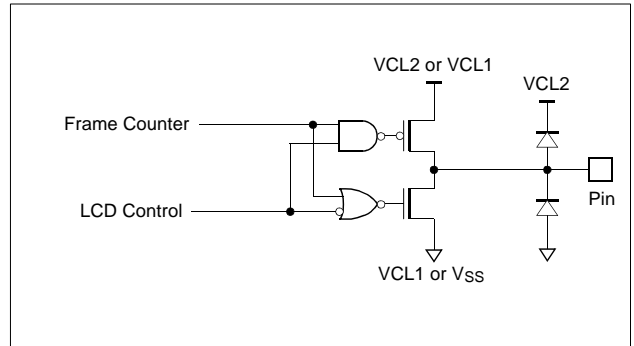 VCL2 or VCL1
VCL2
Frame Counter
LCD Control
Pin
VCL1 or VSS